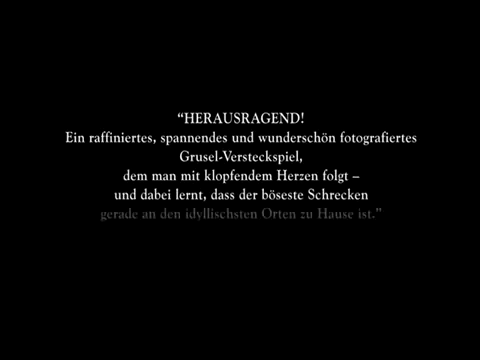 “HERAUSRAGEND!
Ein raffiniertes, spannendes und wunderschön fotografiertes
Grusel-Versteckspiel,
dem man mit klopfendem Herzen folgt –
und dabei lernt, dass der böseste Schrecken
gerade an den idyllischsten Orten zu Hause ist.”